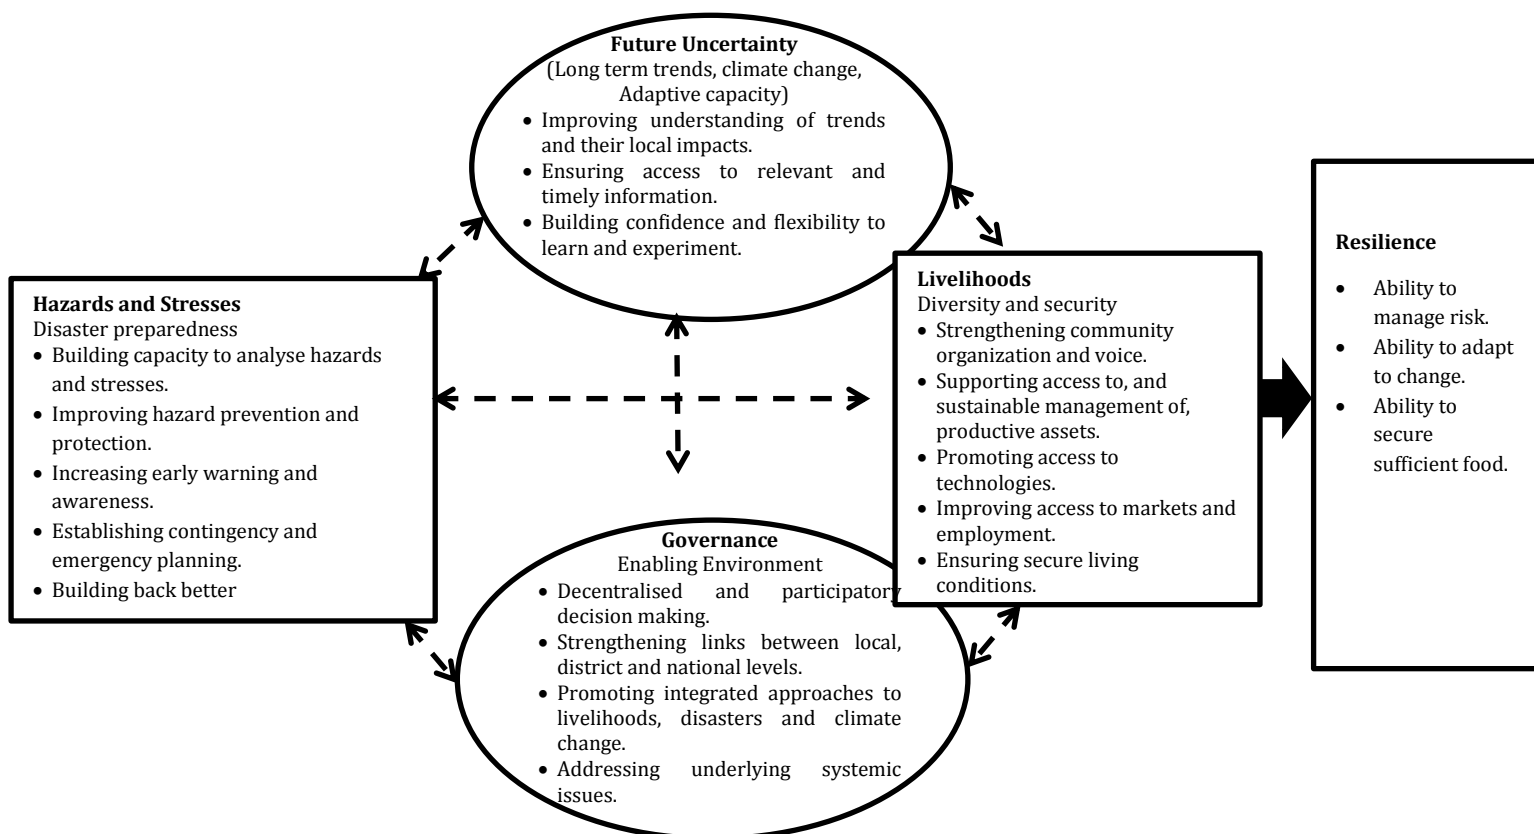 Future Uncertainty
(Long term trends, climate change,
Adaptive capacity)
• Improving understanding of trends
and their local impacts.
• Ensuring access to relevant and
timely information.
• Building confidence and flexibility to
learn and experiment.
Hazards and Stresses
Disaster preparedness
• Building capacity to analyse hazards
and stresses.
• Improving hazard prevention and
protection.
• Increasing early warning and
awareness.
• Establishing contingency and
emergency planning.
• Building back better
Livelihoods
Diversity and security
• Strengthening community
organization and voice.
• Supporting access to, and
sustainable management of,
productive assets.
• Promoting access to
technologies.
• Improving access to markets and
employment.
• Ensuring secure living
conditions.
Resilience
• Ability to
manage risk.
• Ability to adapt
to change.
• Ability to
secure
sufficient food.
Governance
Enabling Environment
• Decentralised and participatory
decision making.
• Strengthening links between local,
district and national levels.
• Promoting integrated approaches to
livelihoods, disasters and climate
change.
• Addressing underlying systemic
issues.